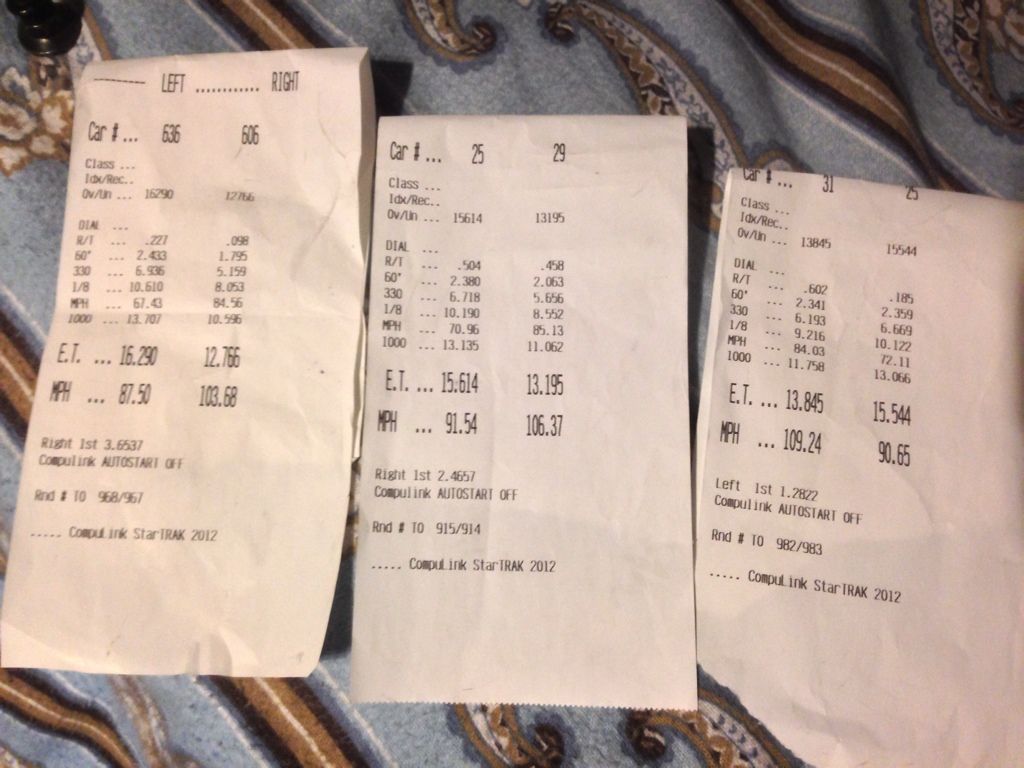 -------- LEFT ............ RIGHT
Car # ... 636 606
Class ...
Idx/Rec..
Ov/Un ... 16290 12766
DIAL ...
R/T ... .227 .098
60' ... 2.433 1.795
330 ... 6.936 5.159
1/8 ... 10.610 8.053
MPH ... 67.43 84.56
1000 ... 13.707 10.596
E.T. ... 16.290 12.766
MPH ... 87.50 103.68
Right 1st 3.6537
Compulink AUTOSTART OFF
Rnd # TO 968/967
..... CompuLink StarTRAK 2012
Car # ... 25 29
Class ...
Idx/Rec..
Ov/Un ... 15614 13195
DIAL ...
R/T ... .504 .458
60' ... 2.380 2.063
330 ... 6.718 5.656
1/8 ... 10.190 8.552
MPH ... 70.96 85.13
1000 ... 13.135 11.062
E.T. ... 15.614 13.195
MPH ... 91.54 106.37
Right 1st 2.4657
Compulink AUTOSTART OFF
Rnd # TO 915/914
..... CompuLink StarTRAK 2012
Car # ... 31 25
Class ...
Idx/Rec..
Ov/Un ... 13845 15544
DIAL ...
R/T ... .602 .185
60' ... 2.341 2.359
330 ... 6.193 6.669
1/8 ... 9.216 10.122
MPH ... 84.03 72.11
1000 ... 11.758 13.066
E.T. ... 13.845 15.544
MPH ... 109.24 90.65
Left 1st 1.2822
Compulink AUTOSTART OFF
Rnd # TO 982/983
..... CompuLink StarTRAK 2012